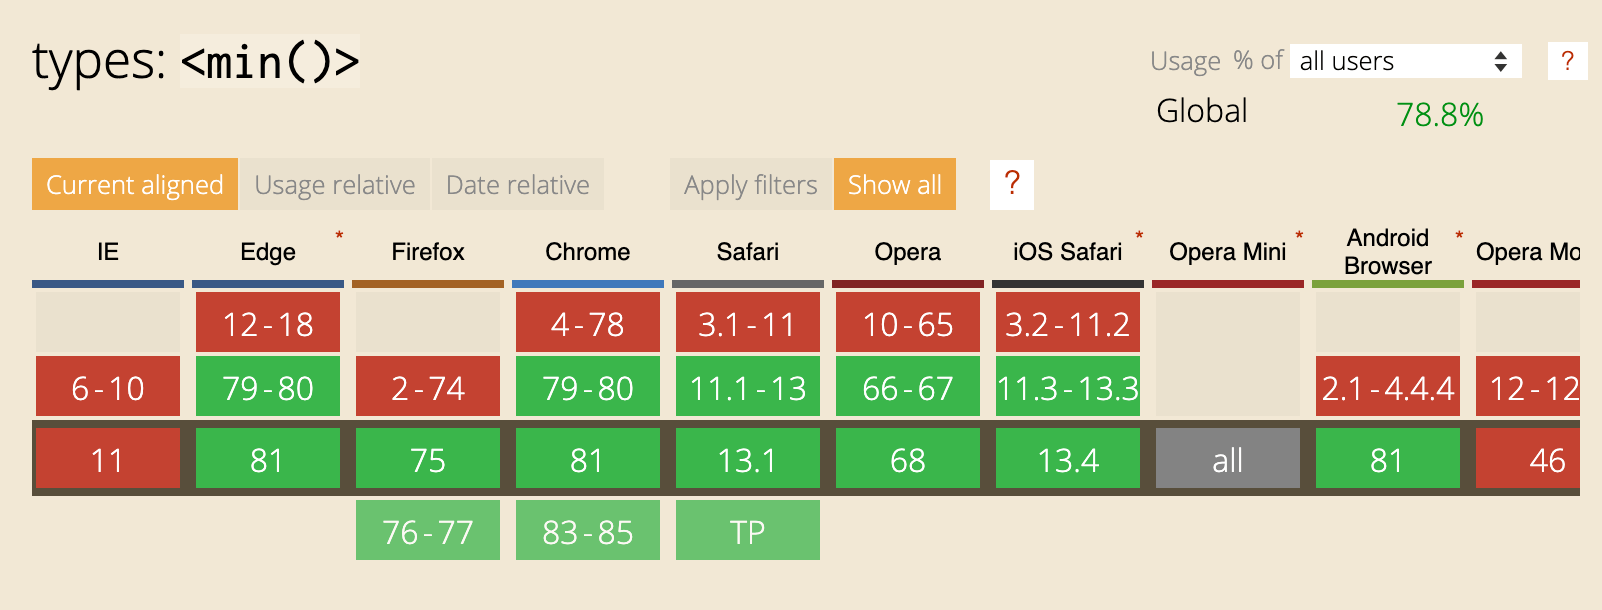 types: <min()>
Usage % of all users ?
Global 78.8%
Current aligned Usage relative Date relative Apply filters Show all ?
IE Edge * Firefox Chrome Safari Opera iOS Safari * Opera Mini * Android Browser * Opera Mo
12-18 4-78 3.1-11 10-65 3.2-11.2
6-10 79-80 2-74 79-80 11.1-13 66-67 11.3-13.3 2.1-4.4.4 12-12
11 81 75 81 13.1 68 13.4 all 81 46
76-77 83-85 TP